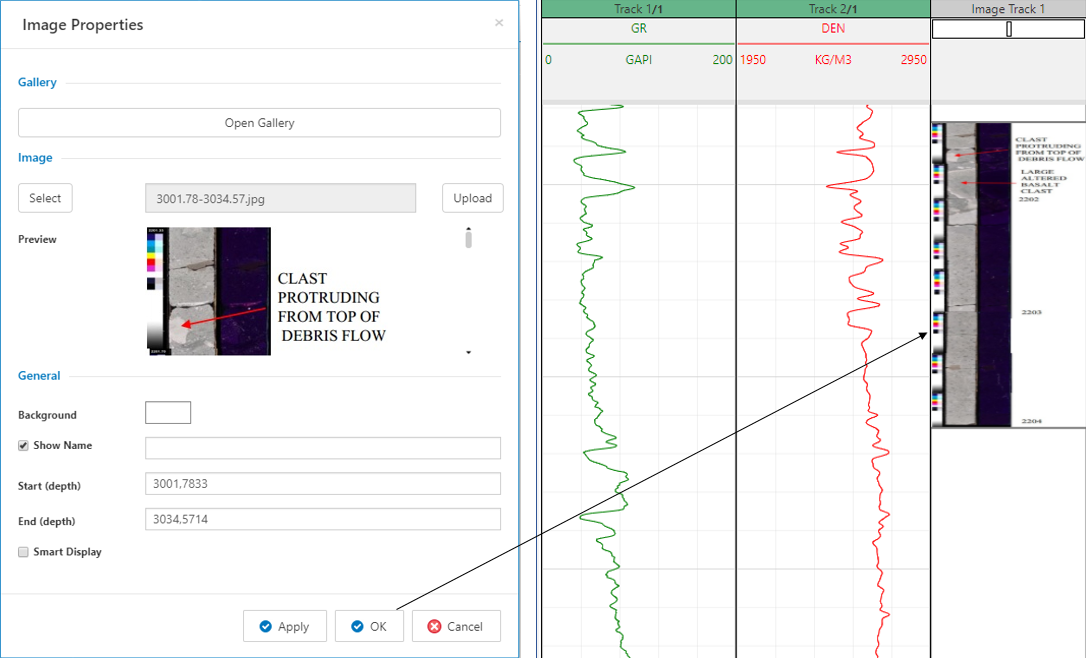 Image Properties
×
Gallery
Open Gallery
Image
Select
3001.78-3034.57.jpg
Upload
Preview
CLAST
PROTRUDING
FROM TOP OF
DEBRIS FLOW
General
Background
Show Name
Start (depth)
3001,7833
End (depth)
3034,5714
Smart Display
Apply
OK
Cancel
Track 1/1
GR
0 GAPI 200
Track 2/1
DEN
1950 KG/M3 2950
Image Track 1
CLAST
PROTRUDING
FROM TOP OF
DEBRIS FLOW
LARGE
ALTERED
BASALT
CLAST
2202
2203
2204